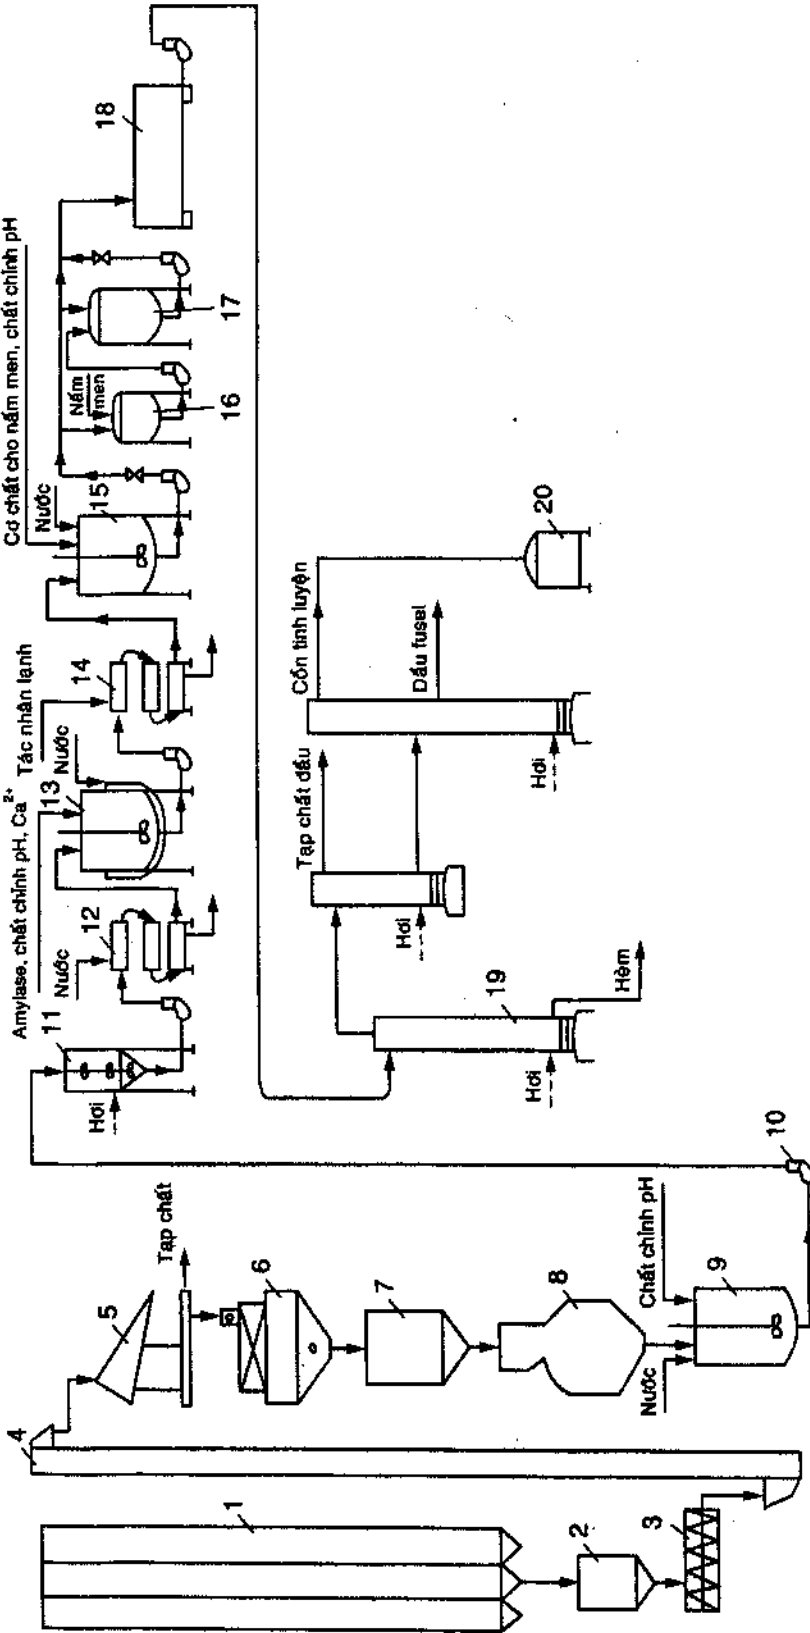 1
2
3
4
5
Tạp chất
6
7
8
Nước
Chất chỉnh pH
9
10
11
Hơi
Nước
12
Amylase, chất chỉnh pH, Ca2+
13
Nước
Tác nhân lạnh
14
Cơ chất cho nấm men, chất chỉnh pH
Nước
15
Nấm
men
16
17
18
Hơi
19
Hèm
Tạp chất đầu
Hơi
Cồn tinh luyện
Dầu fusel
Hơi
20